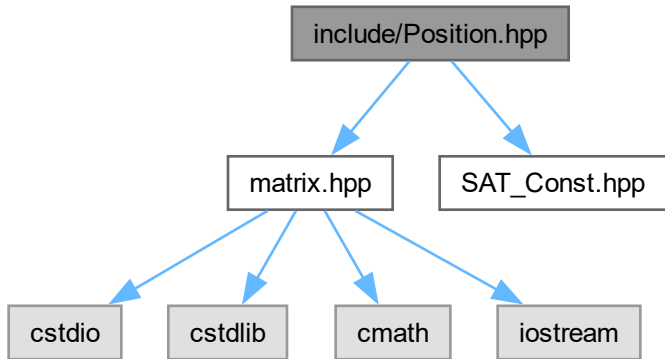 include/Position.hpp
matrix.hpp
SAT_Const.hpp
cstdio
cstdlib
cmath
iostream